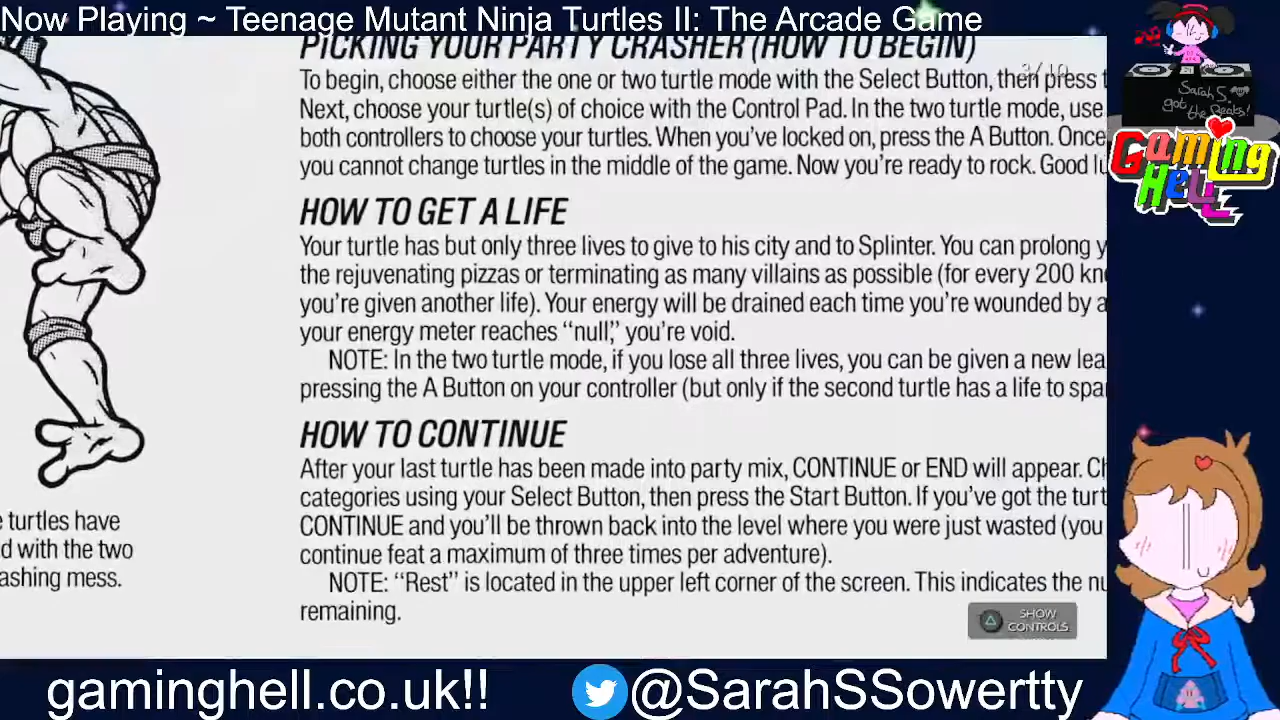 Now Playing ~ Teenage Mutant Ninja Turtles II: The Arcade Game
PICKING YOUR PARTY CRASHER (HOW TO BEGIN)
To begin, choose either the one or two turtle mode with the Select Button, then press t
Next, choose your turtle(s) of choice with the Control Pad. In the two turtle mode, use
both controllers to choose your turtles. When you've locked on, press the A Button. Once
you cannot change turtles in the middle of the game. Now you're ready to rock. Good lu
HOW TO GET A LIFE
Your turtle has but only three lives to give to his city and to Splinter. You can prolong y
the rejuvenating pizzas or terminating as many villains as possible (for every 200 kn
you're given another life). Your energy will be drained each time you're wounded by a
your energy meter reaches "null," you're void.
NOTE: In the two turtle mode, if you lose all three lives, you can be given a new lea
pressing the A Button on your controller (but only if the second turtle has a life to spa
HOW TO CONTINUE
After your last turtle has been made into party mix, CONTINUE or END will appear. Ch
categories using your Select Button, then press the Start Button. If you've got the turt
CONTINUE and you'll be thrown back into the level where you were just wasted (you
continue feat a maximum of three times per adventure).
NOTE: "Rest" is located in the upper left corner of the screen. This indicates the nu
remaining.
e turtles have
d with the two
ashing mess.
SHOW
CONTROLS
Sarah S.
got
the Beats!
Gaming
Hell
gaminghell.co.uk!!
@SarahSSowertty